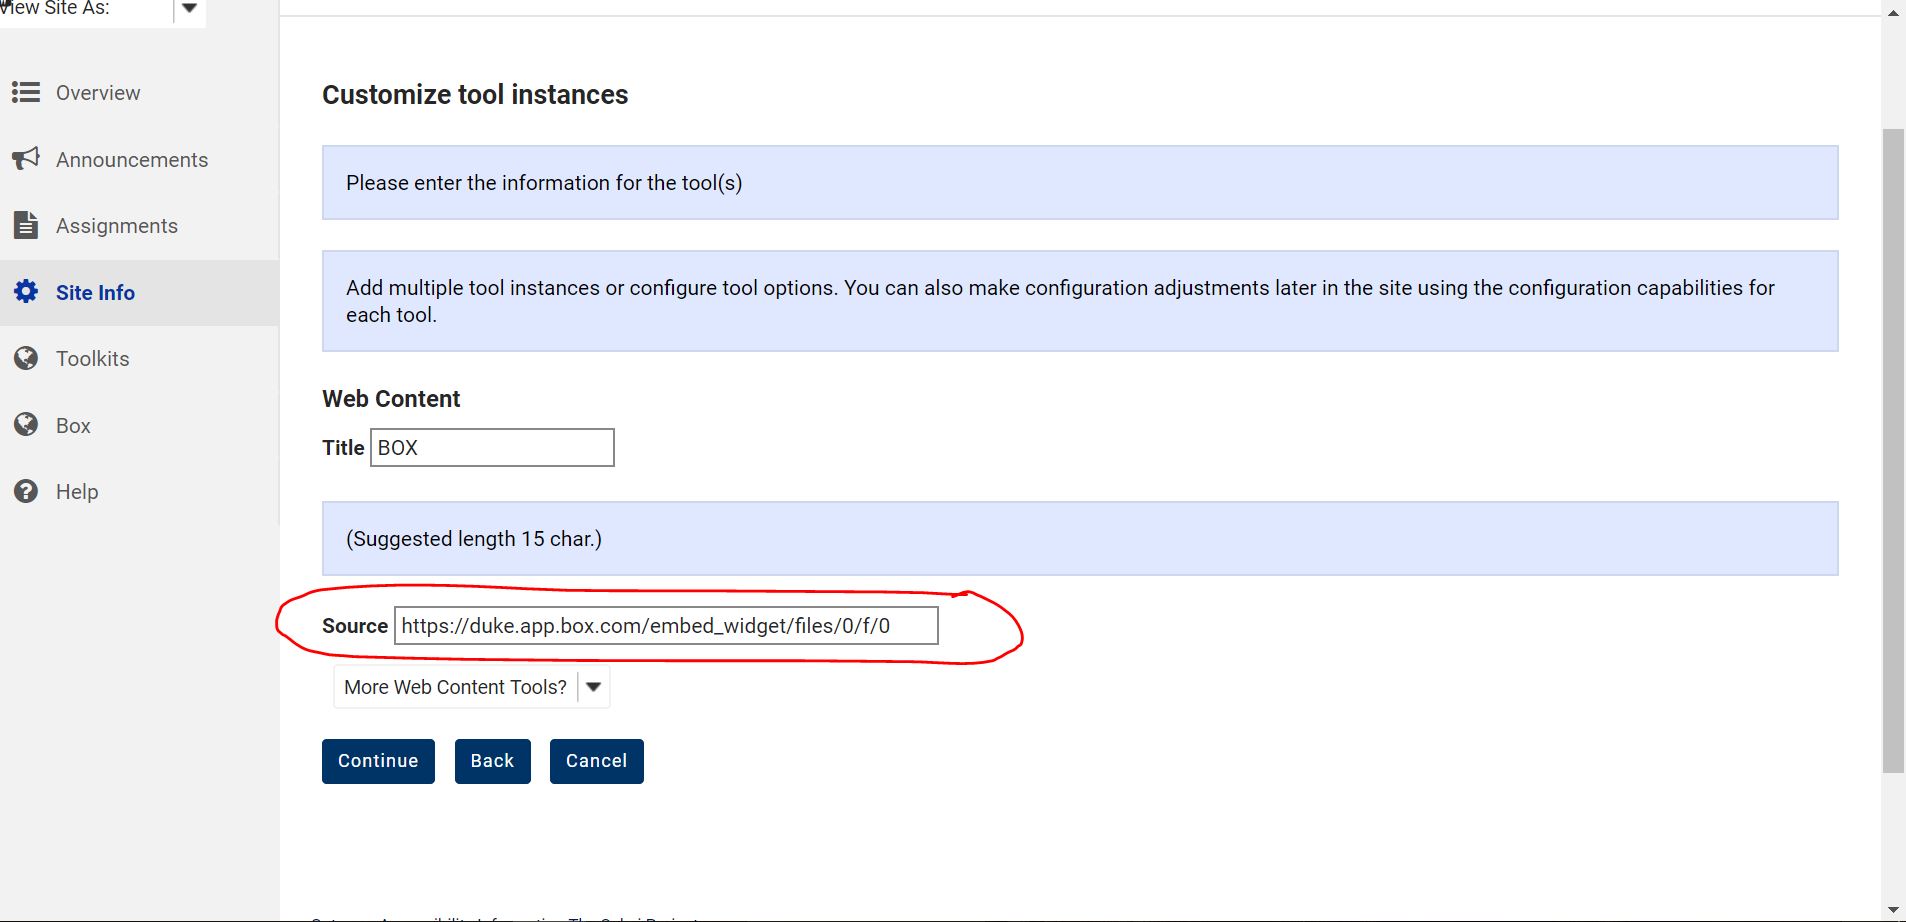 View Site As:
Overview
Announcements
Assignments
Site Info
Toolkits
Box
Help
Customize tool instances
Please enter the information for the tool(s)
Add multiple tool instances or configure tool options. You can also make configuration adjustments later in the site using the configuration capabilities for
each tool.
Web Content
Title BOX
(Suggested length 15 char.)
Source https://duke.app.box.com/embed_widget/files/0/f/0
More Web Content Tools?
Continue Back Cancel